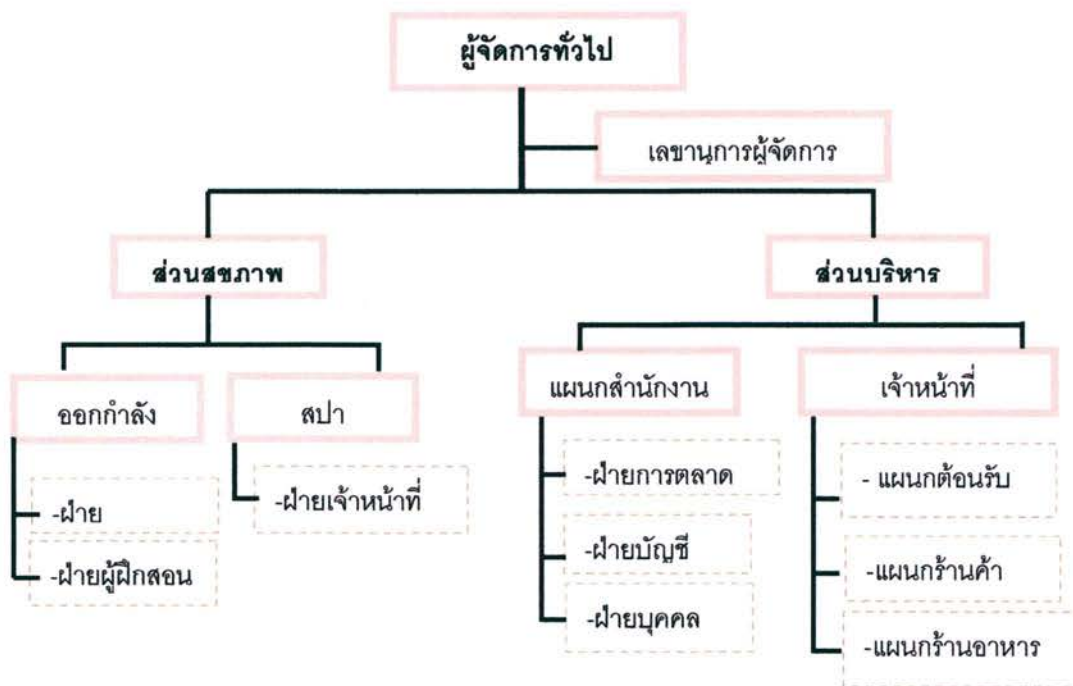 ผู้จัดการทั่วไป
เลขานุการผู้จัดการ
ส่วนสุขภาพ
ส่วนบริหาร
ออกกำลัง
สปา
แผนกสำนักงาน
เจ้าหน้าที่
-ฝ่าย
-ฝ่ายผู้ฝึกสอน
-ฝ่ายเจ้าหน้าที่
-ฝ่ายการตลาด
-ฝ่ายบัญชี
-ฝ่ายบุคคล
- แผนกต้อนรับ
-แผนกร้านค้า
-แผนกร้านอาหาร